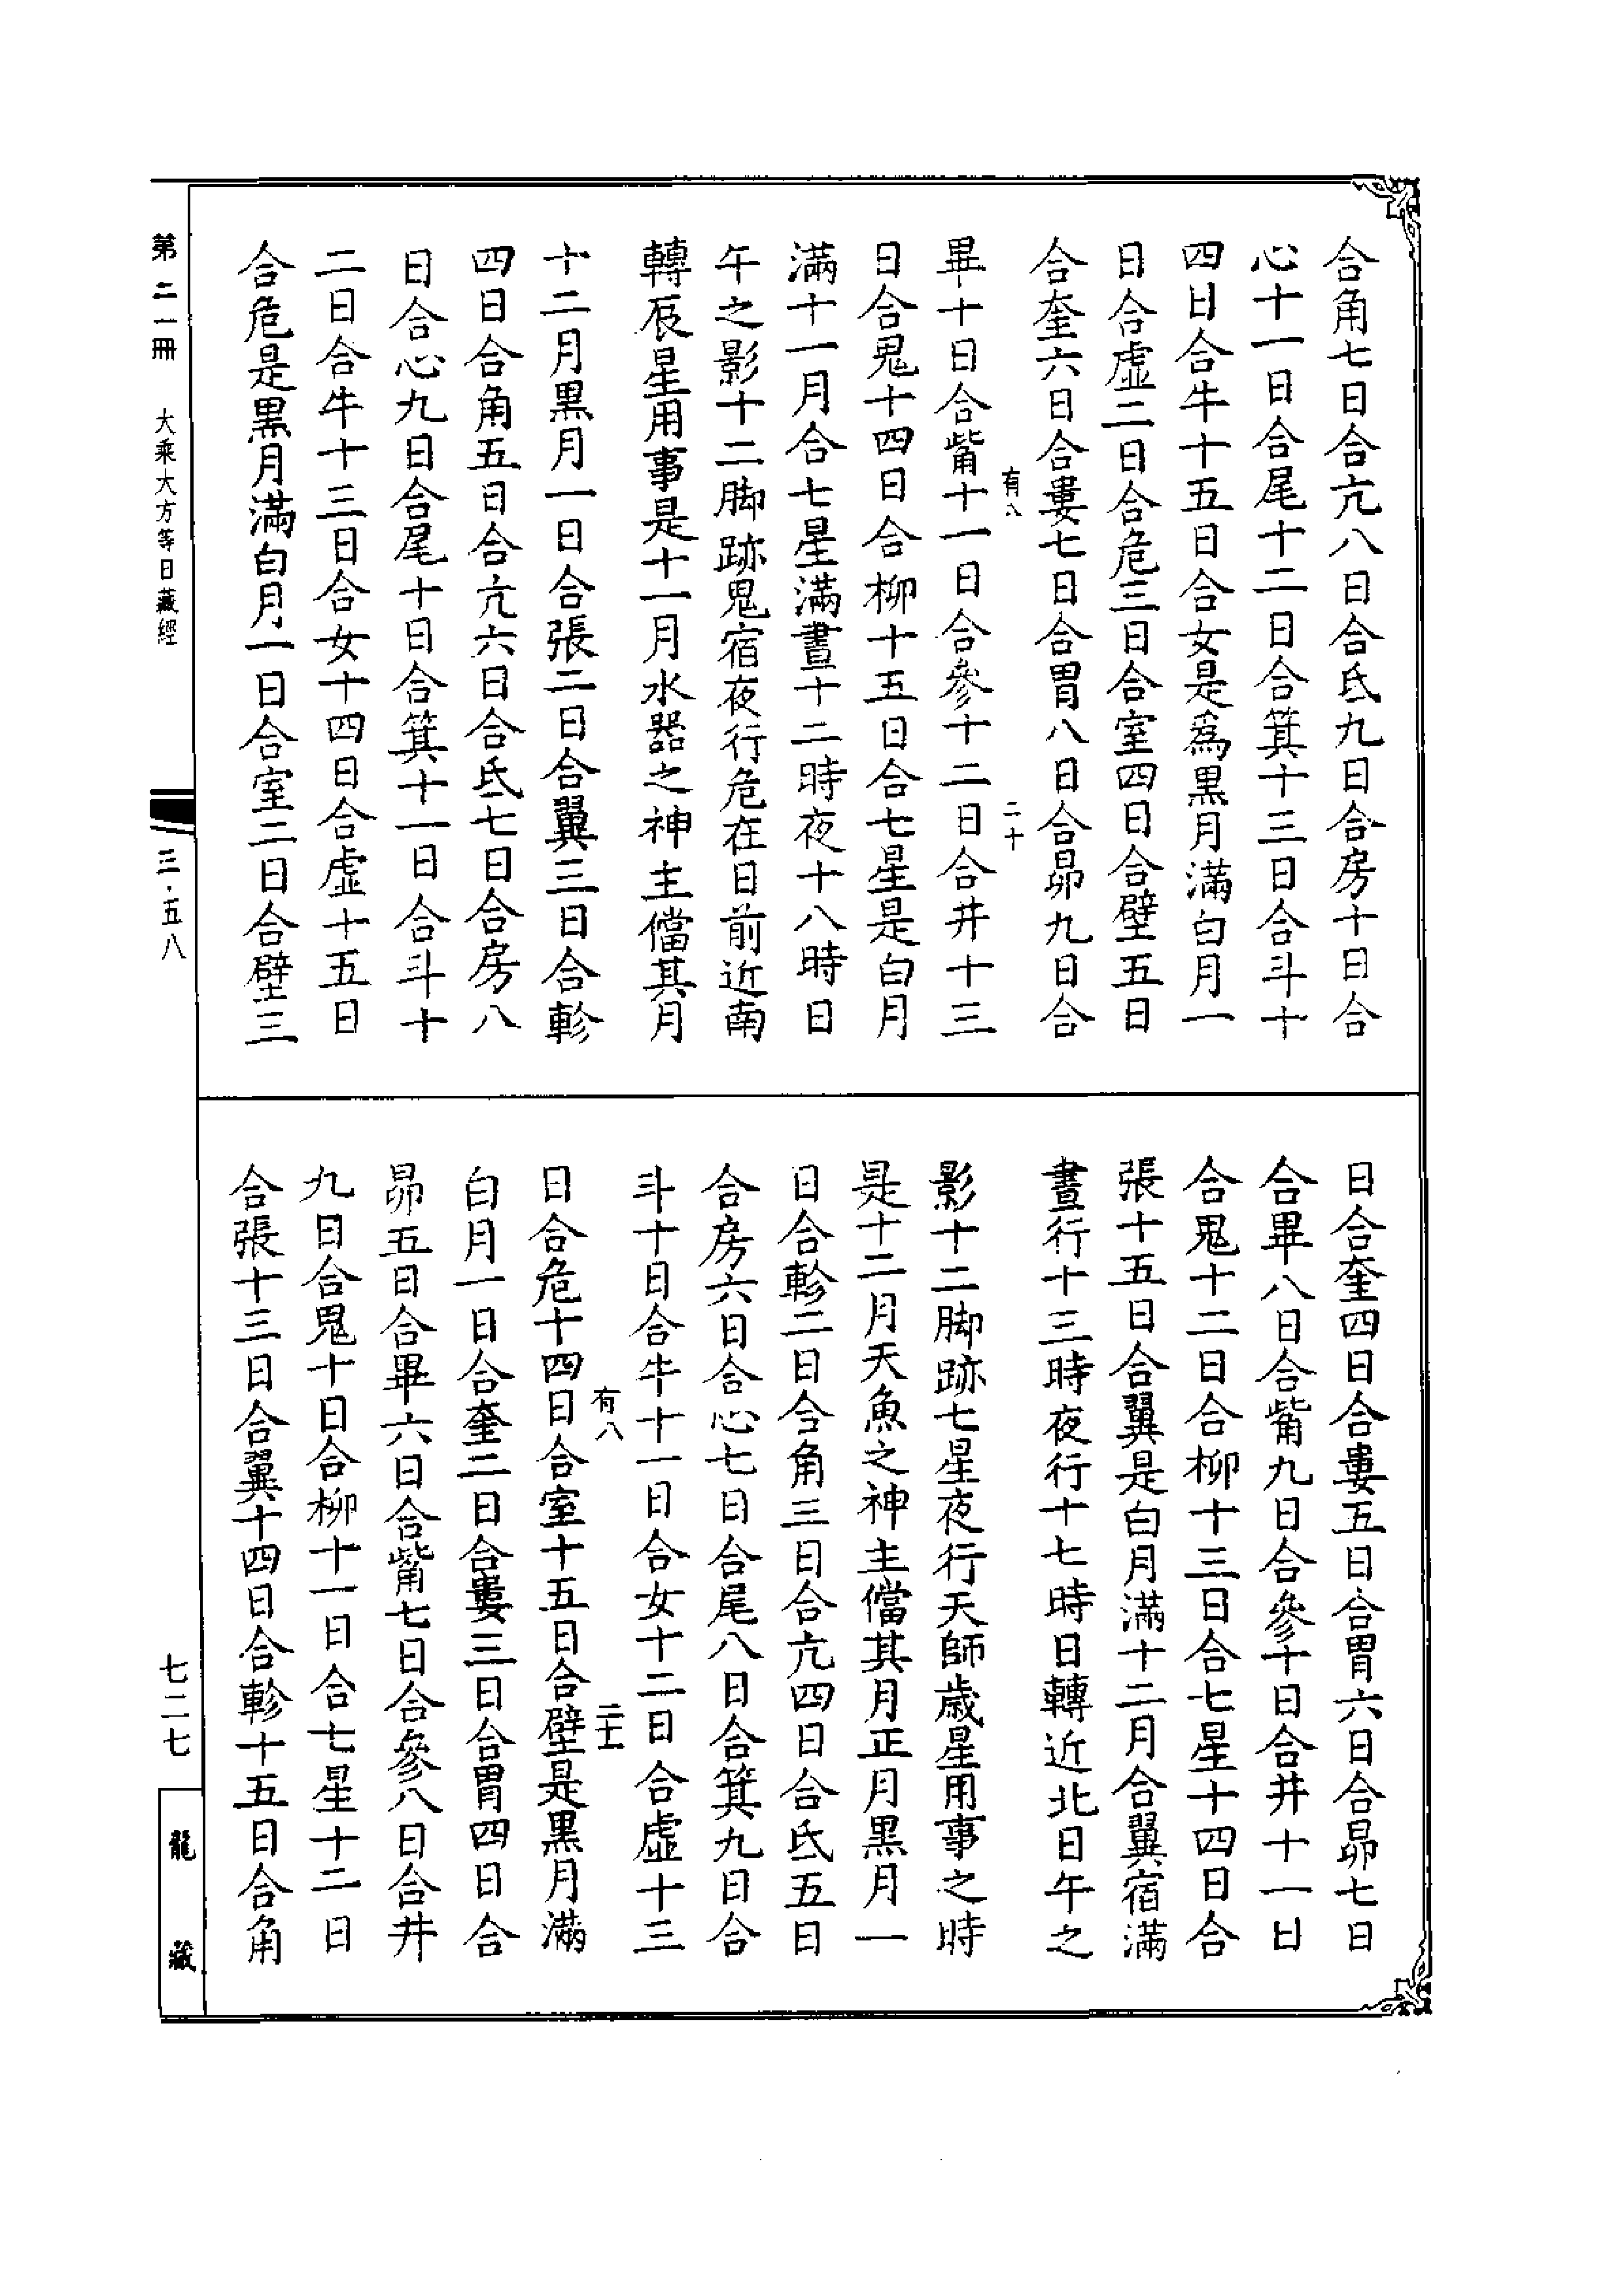 合角七日合亢八日合氐九日合房十日合
心十一日合尾十二日合箕十三日合斗十
四日合牛十五日合女是爲黑月滿白月一
日合虛二日合危三日合室四日合壁五日
合奎六日合婁七日合胃八日合昴九日合
有八 二十
畢十日合觜十一日合參十二日合井十三
日合鬼十四日合柳十五日合七星是白月
滿十一月合七星滿晝十二時夜十八時日
午之影十二脚跡鬼宿夜行危在日前近南
轉辰星用事是十一月水器之神主儅其月
十二月黑月一日合張二日合翼三日合軫
四日合角五日合亢六日合氐七日合房八
日合心九日合尾十日合箕十一日合斗十
二日合牛十三日合女十四日合虛十五日
合危是黑月滿白月一日合室二日合壁三
日合奎四日合婁五日合胃六日合昴七日
合畢八日合觜九日合參十日合井十一日
合鬼十二日合柳十三日合七星十四日合
張十五日合翼是白月滿十二月合翼宿滿
晝行十三時夜行十七時日轉近北日午之
影十二脚跡七星夜行天師歲星用事之時
是十二月天魚之神主儅其月正月黑月一
日合軫二日合角三日合亢四日合氐五日
合房六日合心七日合尾八日合箕九日合
斗十日合牛十一日合女十二日合虛十三
有八 二十一
日合危十四日合室十五日合壁是黑月滿
白月一日合奎二日合婁三日合胃四日合
昴五日合畢六日合觜七日合參八日合井
九日合鬼十日合柳十一日合七星十二日
合張十三日合翼十四日合軫十五日合角
第二一冊 大乘大方等日藏經 三·五八 七二七 龍藏